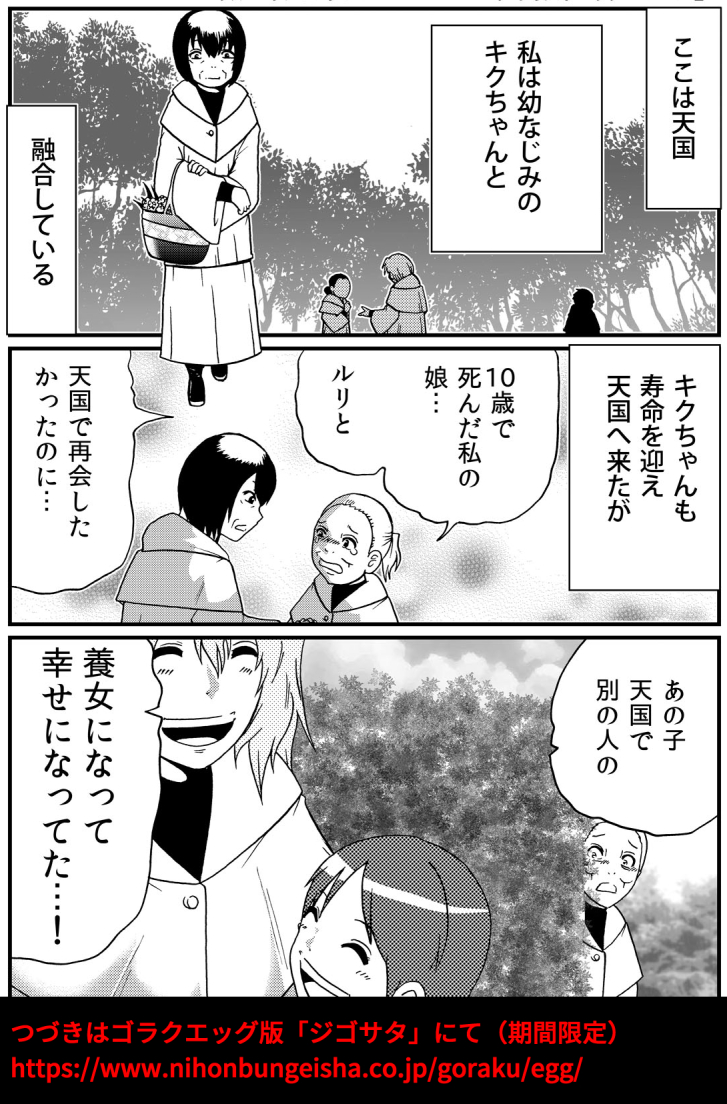 ここは天国
私は幼なじみの
キクちゃんと
融合している
キクちゃんも
寿命を迎え
天国へ来たが
10歳で
死んだ私の
娘…
ルリと
天国で再会した
かったのに…
あの子
天国で
別の人の
養女になって
幸せになってた…！
つづきはゴラクエッグ版「ジゴサタ」にて（期間限定）
https://www.nihonbungeisha.co.jp/goraku/egg/